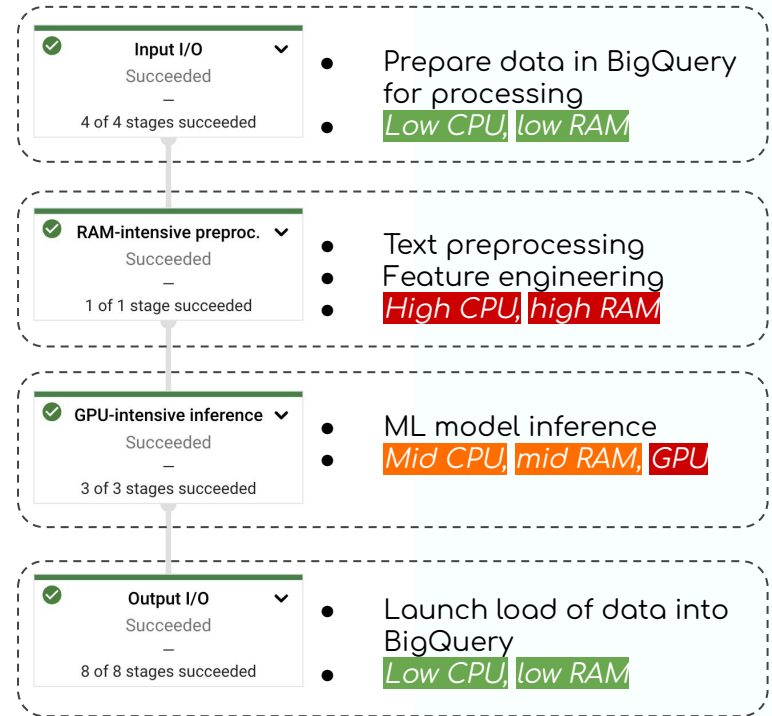 Input I/O
Succeeded
—
4 of 4 stages succeeded
● Prepare data in BigQuery
for processing
● Low CPU, low RAM
RAM-intensive preproc.
Succeeded
—
1 of 1 stage succeeded
● Text preprocessing
● Feature engineering
● High CPU, high RAM
GPU-intensive inference
Succeeded
—
3 of 3 stages succeeded
● ML model inference
● Mid CPU, mid RAM, GPU
Output I/O
Succeeded
—
8 of 8 stages succeeded
● Launch load of data into
BigQuery
● Low CPU, low RAM